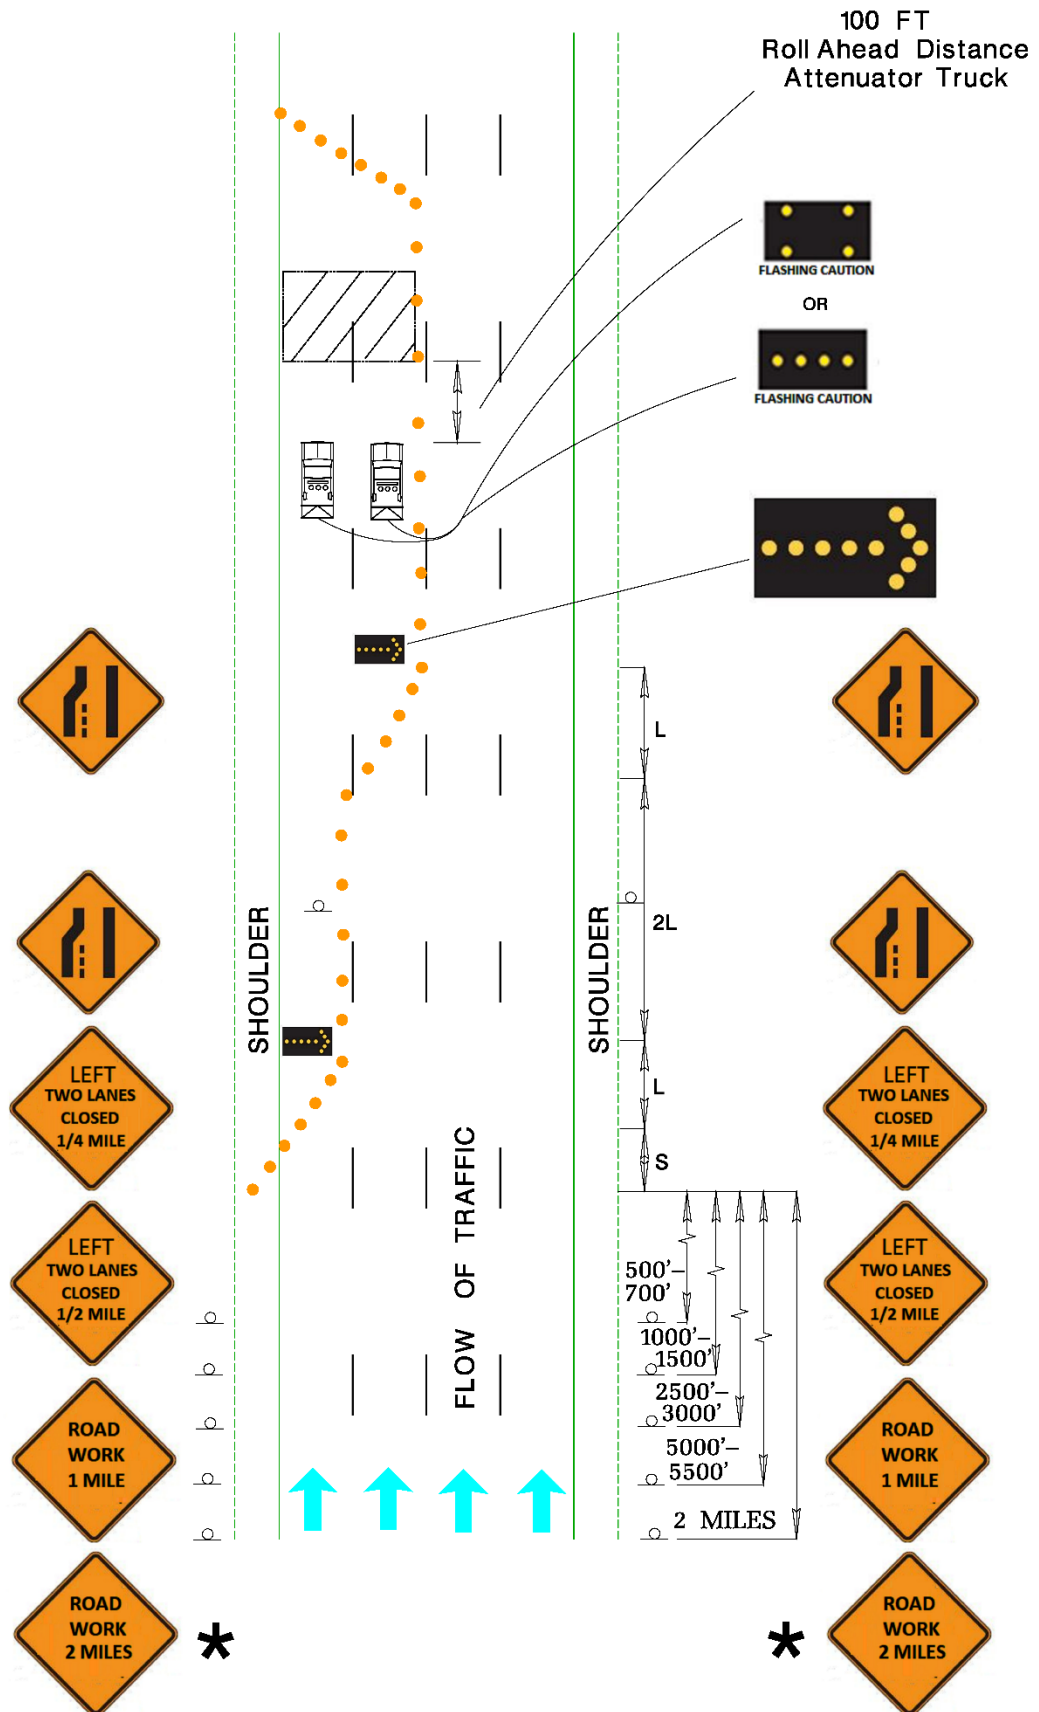 100 FT
Roll Ahead Distance
Attenuator Truck
FLASHING CAUTION
OR
FLASHING CAUTION
L
2L
SHOULDER
SHOULDER
LEFT
TWO LANES
CLOSED
1/4 MILE
LEFT
TWO LANES
CLOSED
1/4 MILE
L
S
FLOW OF TRAFFIC
LEFT
TWO LANES
CLOSED
1/2 MILE
LEFT
TWO LANES
CLOSED
1/2 MILE
500'-
700'
1000'-
1500'
2500'-
3000'
5000'-
5500'
2 MILES
ROAD
WORK
1 MILE
ROAD
WORK
1 MILE
ROAD
WORK
2 MILES
*
*
ROAD
WORK
2 MILES